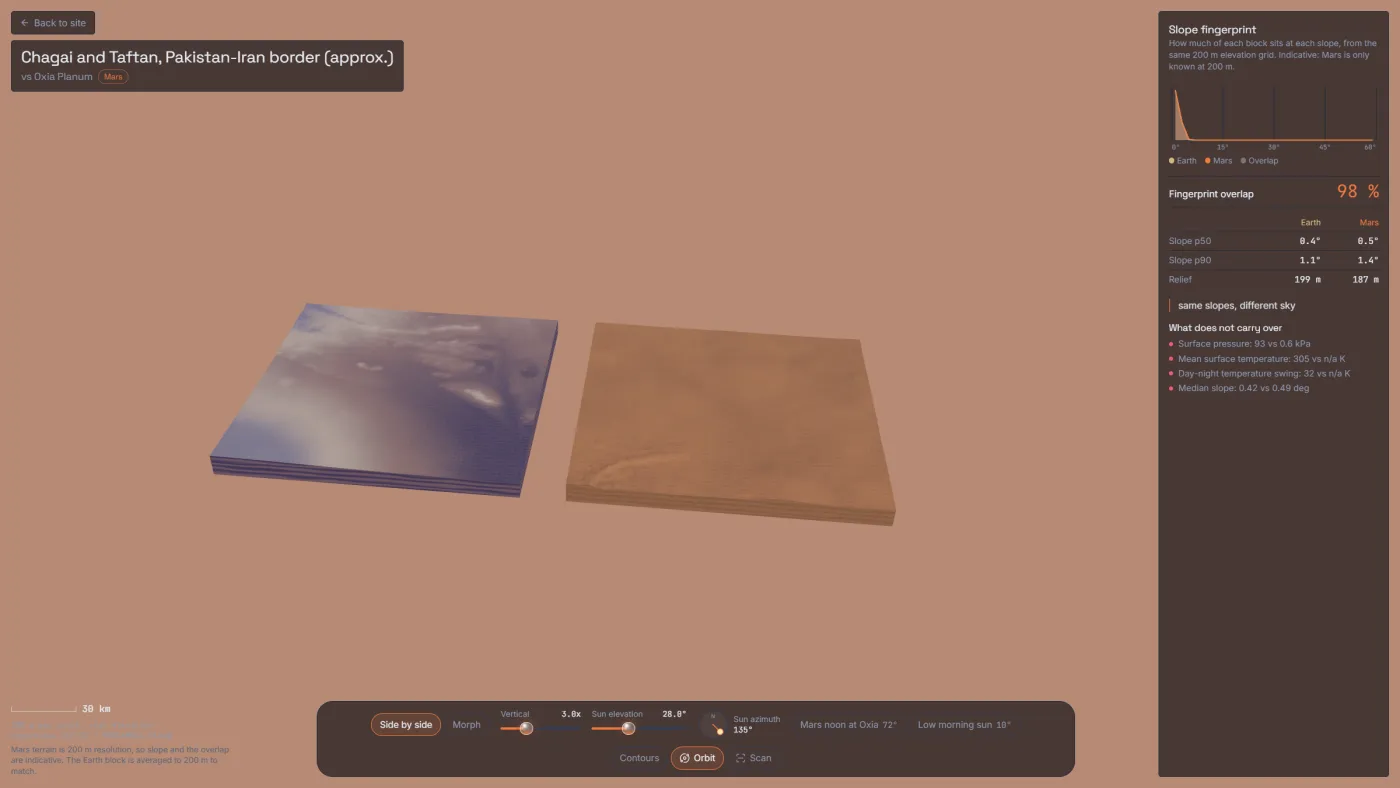 ← Back to site
Chagai and Taftan, Pakistan-Iran border (approx.)
vs Oxia Planum Mars
Slope fingerprint
How much of each block sits at each slope, from the
same 200 m elevation grid. Indicative: Mars is only
known at 200 m.
0° 15° 30° 45° 60°
Earth Mars Overlap
Fingerprint overlap 98 %
Earth Mars
Slope p50 0.4° 0.5°
Slope p90 1.1° 1.4°
Relief 199 m 187 m
same slopes, different sky
What does not carry over
Surface pressure: 93 vs 0.6 kPa
Mean surface temperature: 305 vs n/a K
Day-night temperature swing: 32 vs n/a K
Median slope: 0.42 vs 0.49 deg
30 km
Mars terrain is 200 m resolution, so slope and the overlap
are indicative. The Earth block is averaged to 200 m to
match.
Side by side Morph
Vertical 3.0x
Sun elevation 28.0°
N
Sun azimuth
135°
Mars noon at Oxia 72°
Low morning sun 10°
Contours Orbit Scan